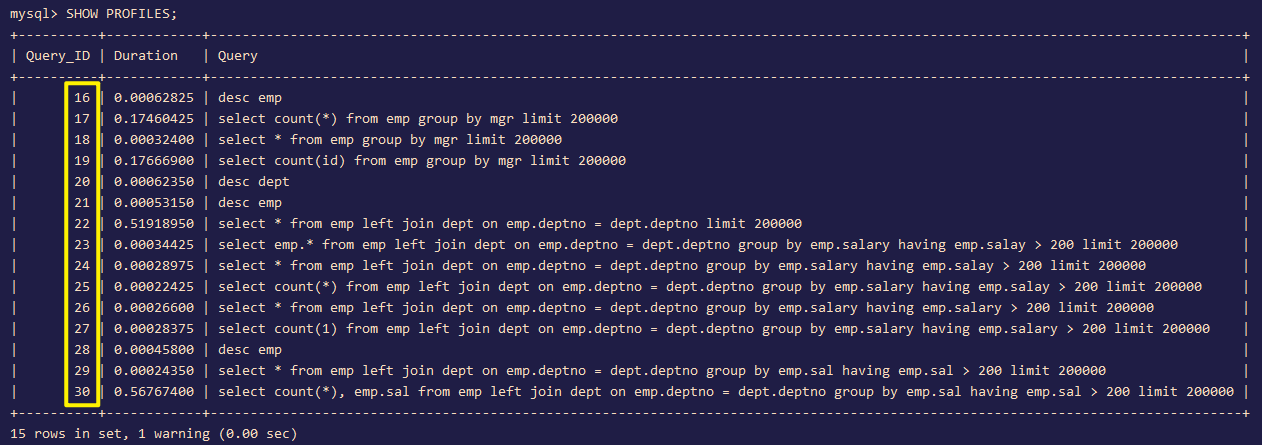 mysql> SHOW PROFILES;
+----------+------------+---------------------------------------------------------------------------------------------------------------------------------+
| Query_ID | Duration   | Query                                                                                                                           |
+----------+------------+---------------------------------------------------------------------------------------------------------------------------------+
|       16 | 0.00062825 | desc emp                                                                                                                        |
|       17 | 0.17460425 | select count(*) from emp group by mgr limit 200000                                                                              |
|       18 | 0.00032400 | select * from emp group by mgr limit 200000                                                                                     |
|       19 | 0.17666900 | select count(id) from emp group by mgr limit 200000                                                                             |
|       20 | 0.00062350 | desc dept                                                                                                                       |
|       21 | 0.00053150 | desc emp                                                                                                                        |
|       22 | 0.51918950 | select * from emp left join dept on emp.deptno = dept.deptno limit 200000                                                       |
|       23 | 0.00034425 | select emp.* from emp left join dept on emp.deptno = dept.deptno group by emp.salary having emp.salay > 200 limit 200000        |
|       24 | 0.00028975 | select * from emp left join dept on emp.deptno = dept.deptno group by emp.salary having emp.salay > 200 limit 200000            |
|       25 | 0.00022425 | select count(*) from emp left join dept on emp.deptno = dept.deptno group by emp.salary having emp.salay > 200 limit 200000     |
|       26 | 0.00026600 | select * from emp left join dept on emp.deptno = dept.deptno group by emp.salary having emp.salary > 200 limit 200000           |
|       27 | 0.00028375 | select count(1) from emp left join dept on emp.deptno = dept.deptno group by emp.salary having emp.salary > 200 limit 200000    |
|       28 | 0.00045800 | desc emp                                                                                                                        |
|       29 | 0.00024350 | select * from emp left join dept on emp.deptno = dept.deptno group by emp.sal having emp.sal > 200 limit 200000                 |
|       30 | 0.56767400 | select count(*), emp.sal from emp left join dept on emp.deptno = dept.deptno group by emp.sal having emp.sal > 200 limit 200000 |
+----------+------------+---------------------------------------------------------------------------------------------------------------------------------+
15 rows in set, 1 warning (0.00 sec)